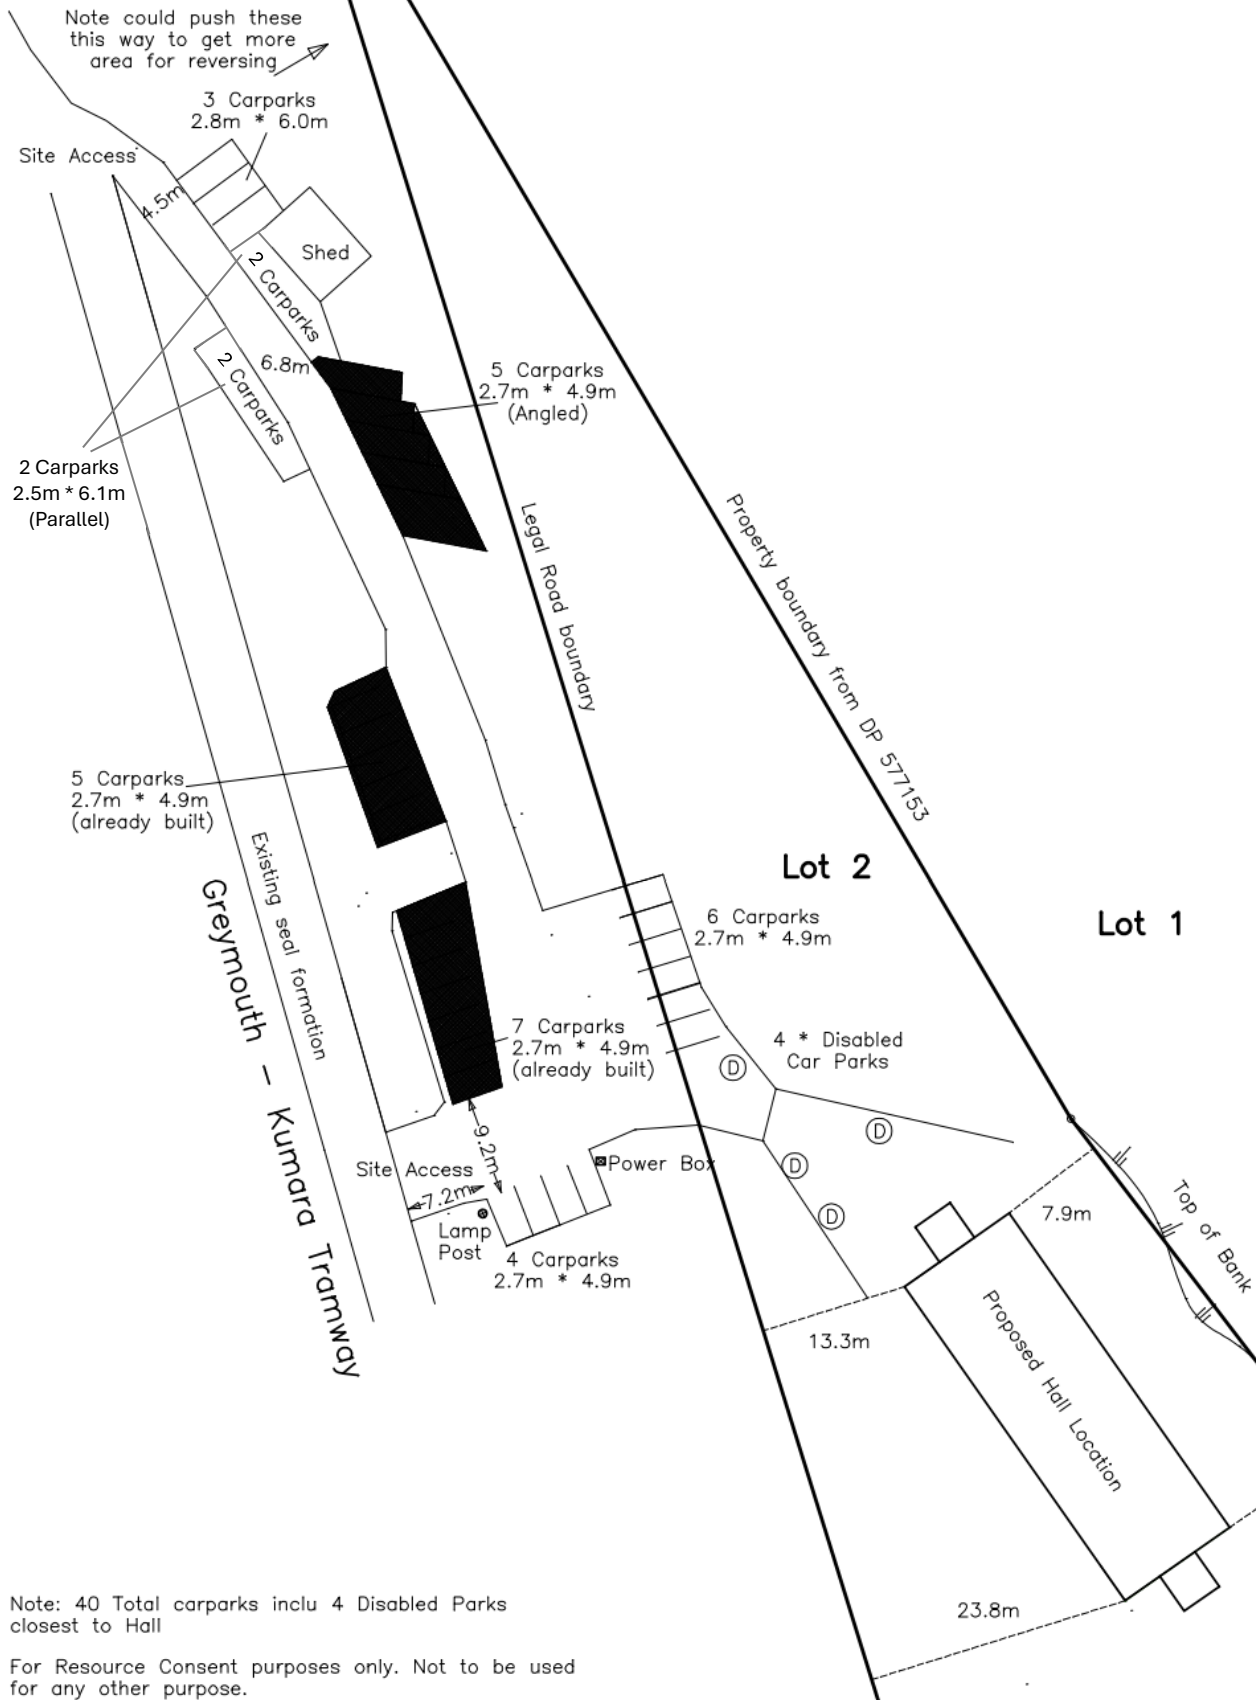 Note could push these
this way to get more
area for reversing
3 Carparks
2.8m * 6.0m
Site Access
4.5m
Shed
2 Carparks
2 Carparks
6.8m
5 Carparks
2.7m * 4.9m
(Angled)
2 Carparks
2.5m * 6.1m
(Parallel)
Legal Road boundary
Property boundary from DP 577153
5 Carparks
2.7m * 4.9m
(already built)
Existing seal formation
Greymouth - Kumara Tramway
Lot 2
Lot 1
6 Carparks
2.7m * 4.9m
7 Carparks
2.7m * 4.9m
(already built)
4 * Disabled
Car Parks
D
D
D
D
9.2m
Power Box
Site Access
7.2m
Lamp
Post
4 Carparks
2.7m * 4.9m
7.9m
Top of Bank
13.3m
Proposed Hall Location
23.8m
Note: 40 Total carparks inclu 4 Disabled Parks
closest to Hall
For Resource Consent purposes only. Not to be used
for any other purpose.